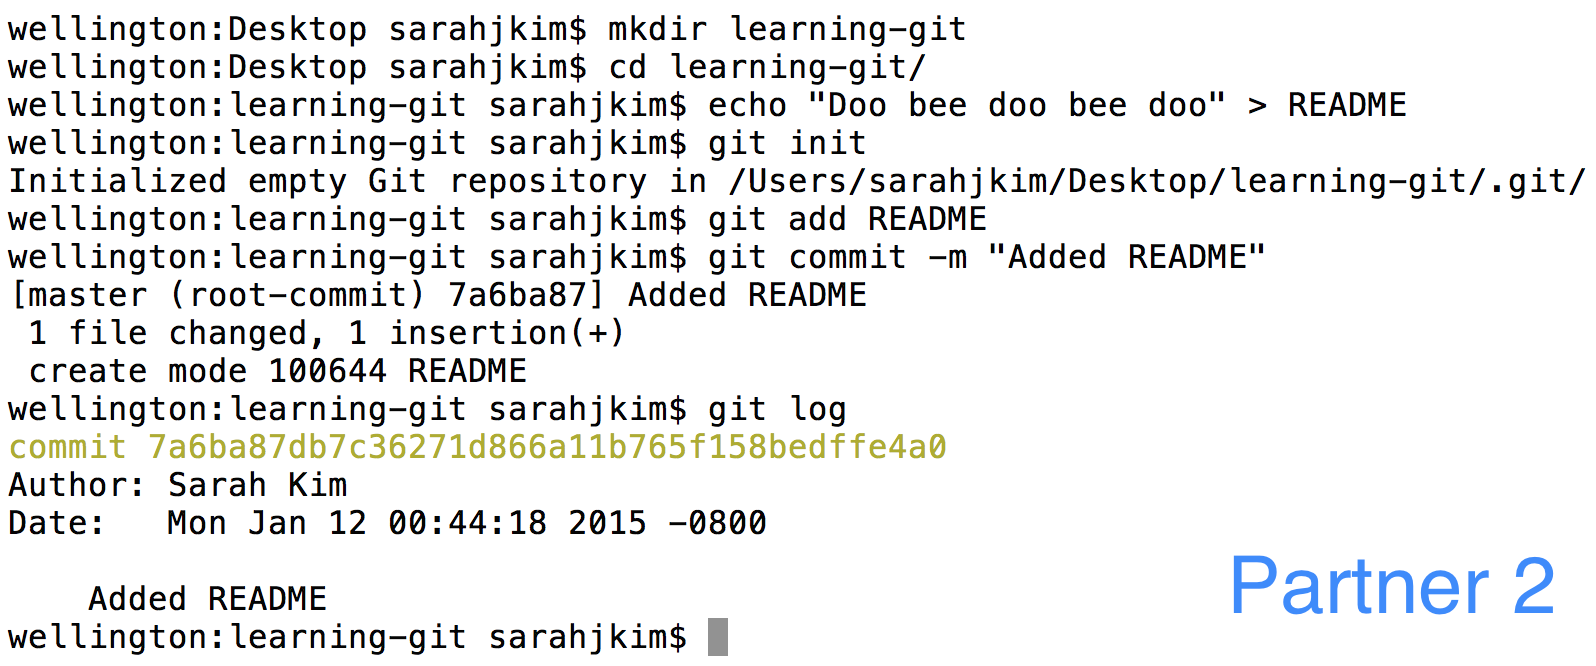 wellington:Desktop sarahjkim$ mkdir learning-git
wellington:Desktop sarahjkim$ cd learning-git/
wellington:learning-git sarahjkim$ echo "Doo bee doo bee doo" > README
wellington:learning-git sarahjkim$ git init
Initialized empty Git repository in /Users/sarahjkim/Desktop/learning-git/.git/
wellington:learning-git sarahjkim$ git add README
wellington:learning-git sarahjkim$ git commit -m "Added README"
[master (root-commit) 7a6ba87] Added README
 1 file changed, 1 insertion(+)
 create mode 100644 README
wellington:learning-git sarahjkim$ git log
commit 7a6ba87db7c36271d866a11b765f158bedffe4a0
Author: Sarah Kim
Date:   Mon Jan 12 00:44:18 2015 -0800
    Added README
wellington:learning-git sarahjkim$
Partner 2